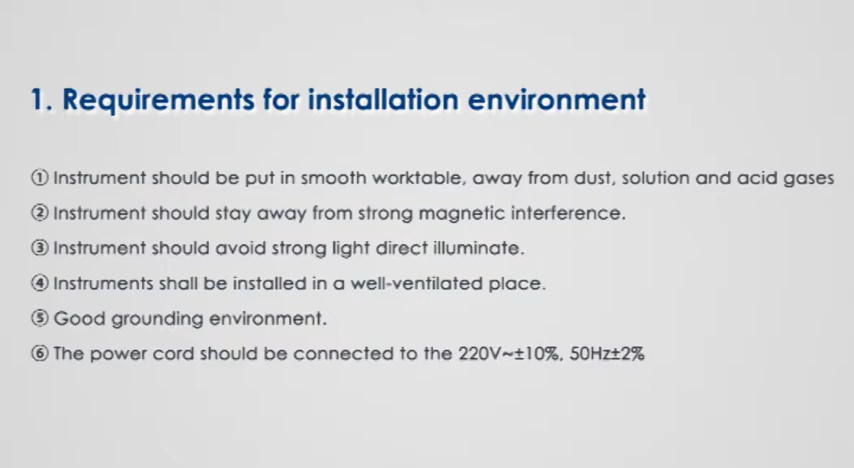 1. Requirements for installation environment
① Instrument should be put in smooth worktable, away from dust, solution and acid gases
② Instrument should stay away from strong magnetic interference.
③ Instrument should avoid strong light direct illuminate.
④ Instruments shall be installed in a well-ventilated place.
⑤ Good grounding environment.
⑥ The power cord should be connected to the 220V~±10%, 50Hz±2%